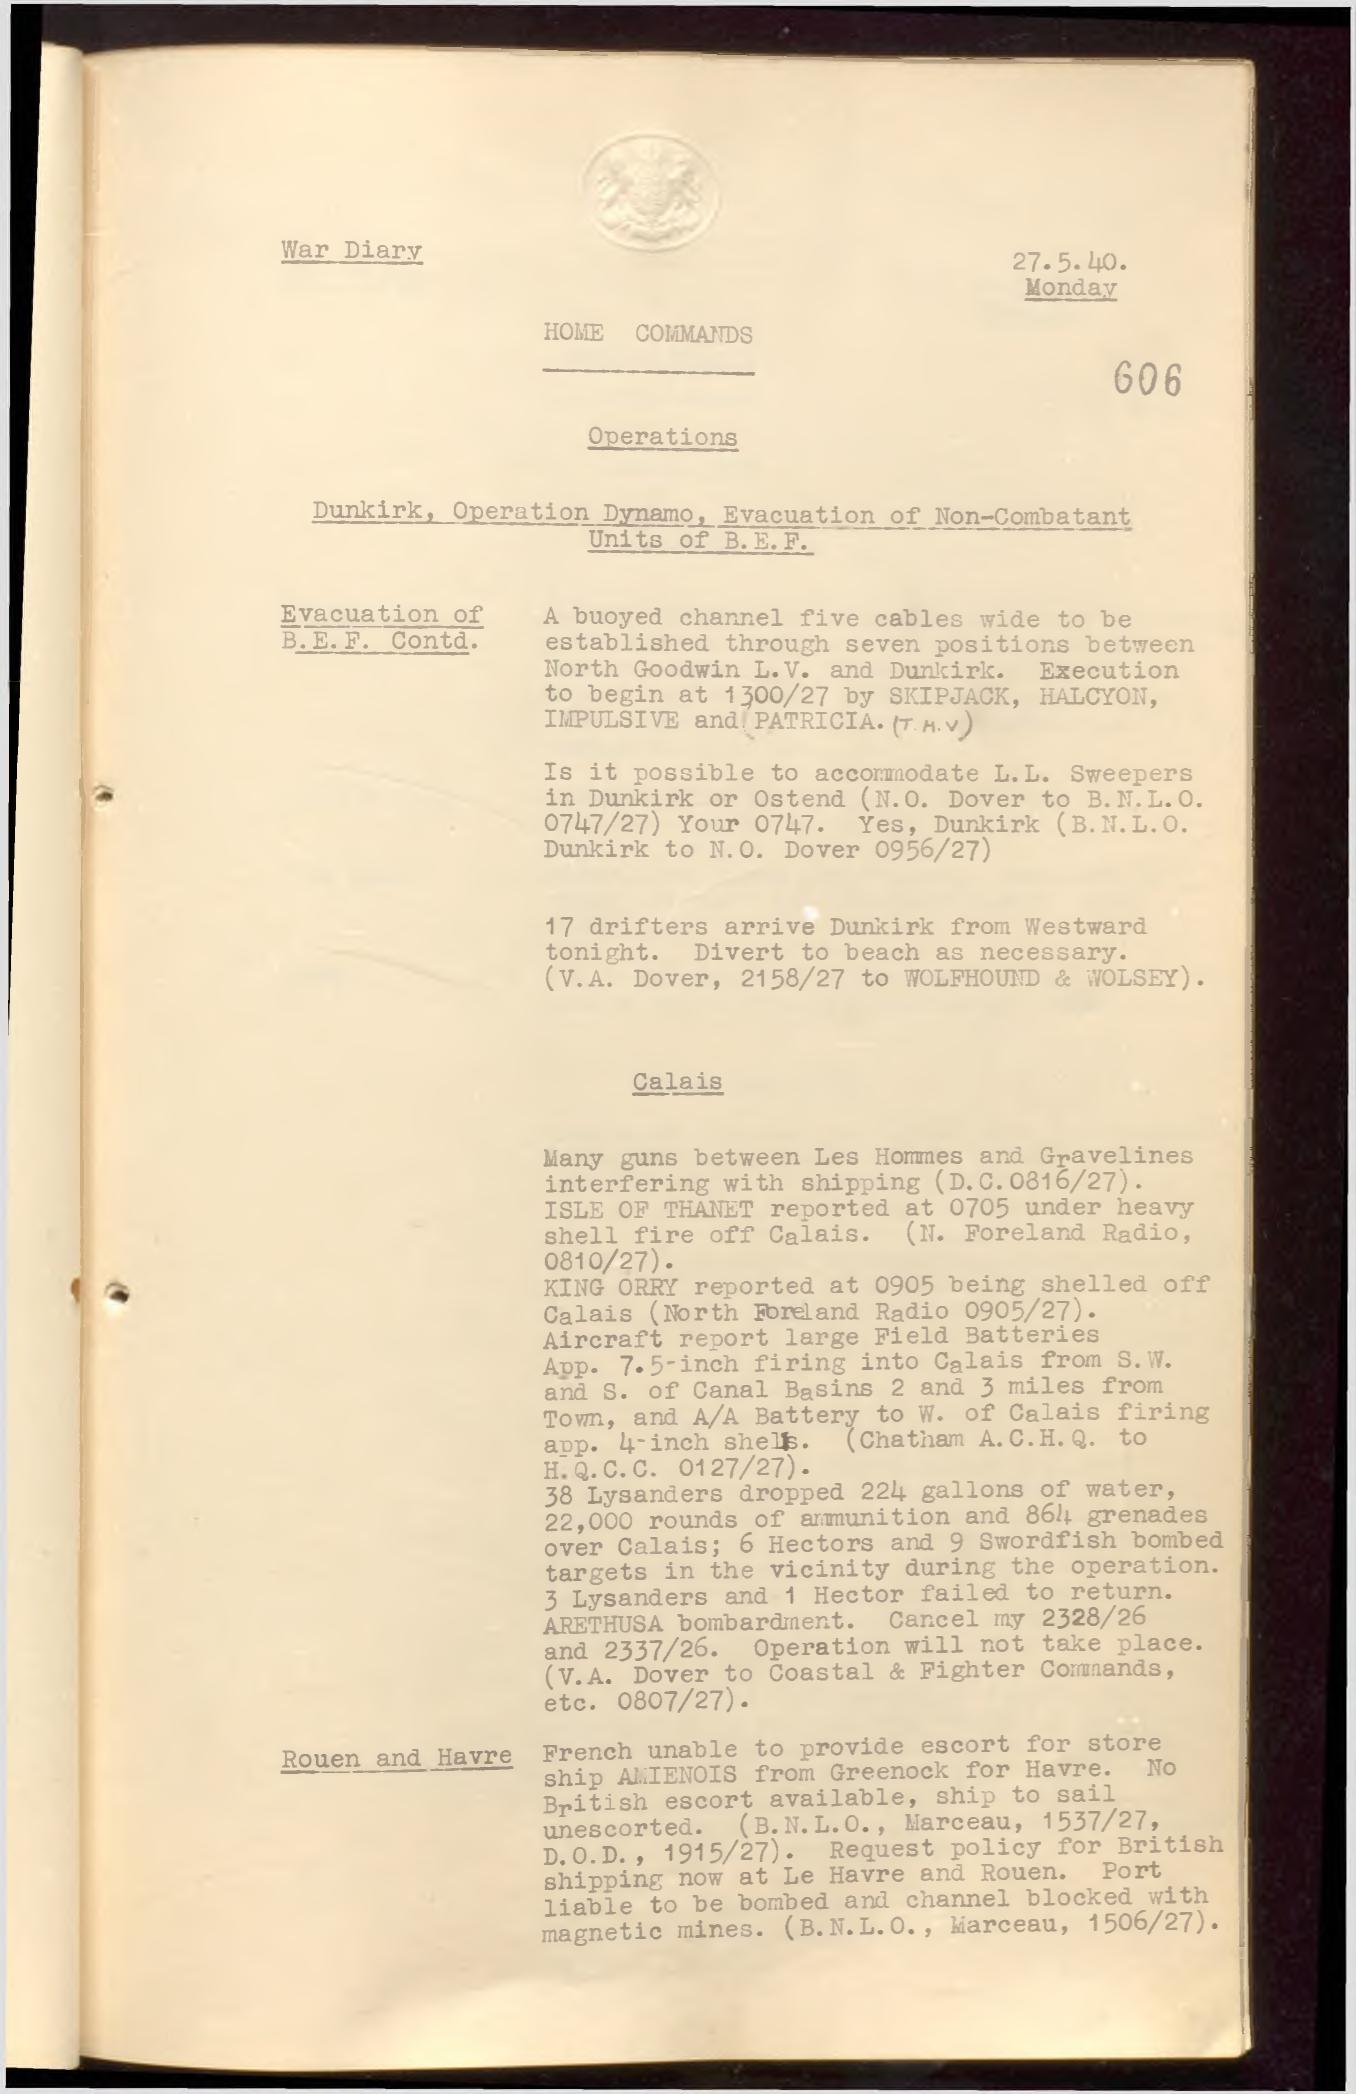 War Diary
27.5.40.
Monday
HOME COMMANDS
606
Operations
Dunkirk, Operation Dynamo, Evacuation of Non-Combatant
Units of B.E.F.
Evacuation of
B.E.F. Contd.
A buoyed channel five cables wide to be
established through seven positions between
North Goodwin L.V. and Dunkirk. Execution
to begin at 1300/27 by SKIPJACK, HALCYON,
IMPULSIVE and PATRICIA. (T.H.V)
Is it possible to accommodate L.L. Sweepers
in Dunkirk or Ostend (N.O. Dover to B.N.L.O.
0747/27) Your 0747. Yes, Dunkirk (B.N.L.O.
Dunkirk to N.O. Dover 0956/27)
17 drifters arrive Dunkirk from Westward
tonight. Divert to beach as necessary.
(V.A. Dover, 2158/27 to WOLFHOUND & WOLSEY).
Calais
Many guns between Les Hommes and Gravelines
interfering with shipping (D.C.0816/27).
ISLE OF THANET reported at 0705 under heavy
shell fire off Calais. (N. Foreland Radio,
0810/27).
KING ORRY reported at 0905 being shelled off
Calais (North Foreland Radio 0905/27).
Aircraft report large Field Batteries
App. 7.5-inch firing into Calais from S.W.
and S. of Canal Basins 2 and 3 miles from
Town, and A/A Battery to W. of Calais firing
app. 4-inch shells. (Chatham A.C.H.Q. to
H.Q.C.C. 0127/27).
38 Lysanders dropped 224 gallons of water,
22,000 rounds of ammunition and 864 grenades
over Calais; 6 Hectors and 9 Swordfish bombed
targets in the vicinity during the operation.
3 Lysanders and 1 Hector failed to return.
ARETHUSA bombardment. Cancel my 2328/26
and 2337/26. Operation will not take place.
(V.A. Dover to Coastal & Fighter Commands,
etc. 0807/27).
Rouen and Havre
French unable to provide escort for store
ship AMIENOIS from Greenock for Havre. No
British escort available, ship to sail
unescorted. (B.N.L.O., Marceau, 1537/27,
D.O.D., 1915/27). Request policy for British
shipping now at Le Havre and Rouen. Port
liable to be bombed and channel blocked with
magnetic mines. (B.N.L.O., Marceau, 1506/27).